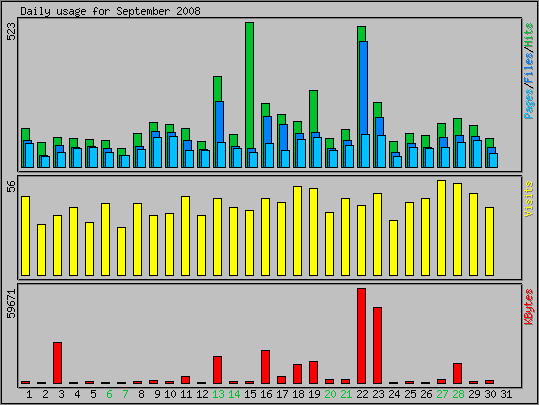 Daily usage for September 2008
523
Pages/Files/Hits
56
Visits
59671
KBytes
1 2 3 4 5 6 7 8 9 10 11 12 13 14 15 16 17 18 19 20 21 22 23 24 25 26 27 28 29 30 31